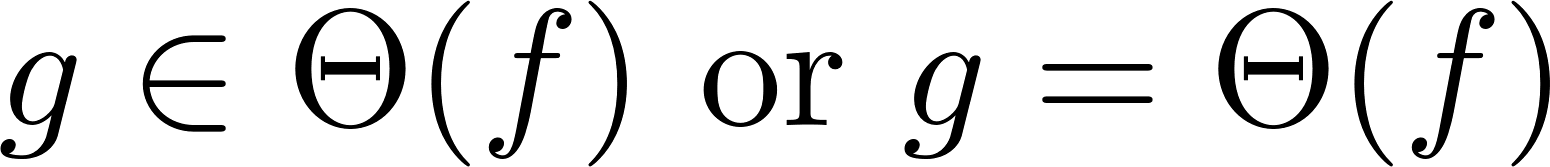 g ∈ Θ(f) or g = Θ(f)